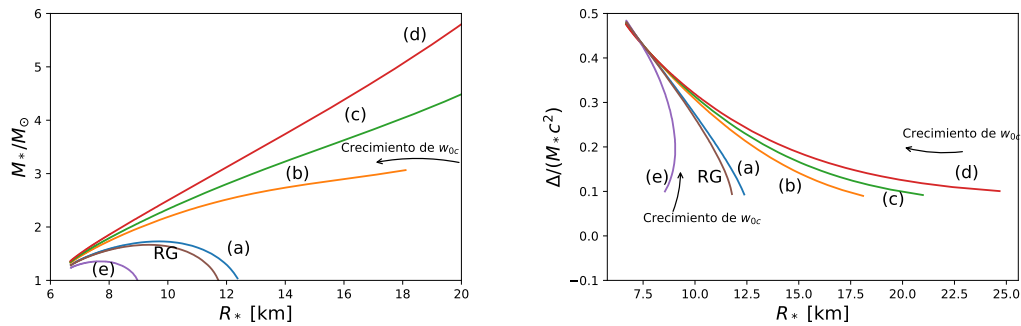 M*/M⊙
6
5
4
3
2
1
(d)
(c)
Crecimiento de w0c
(b)
(a)
RG
(e)
6
8
10
12
14
16
18
20
R* [km]
Δ/(M*c²)
0.5
0.4
0.3
0.2
0.1
0.0
−0.1
Crecimiento de w0c
(a)
(e)
RG
(b)
(d)
(c)
Crecimiento de w0c
7.5
10.0
12.5
15.0
17.5
20.0
22.5
25.0
R* [km]